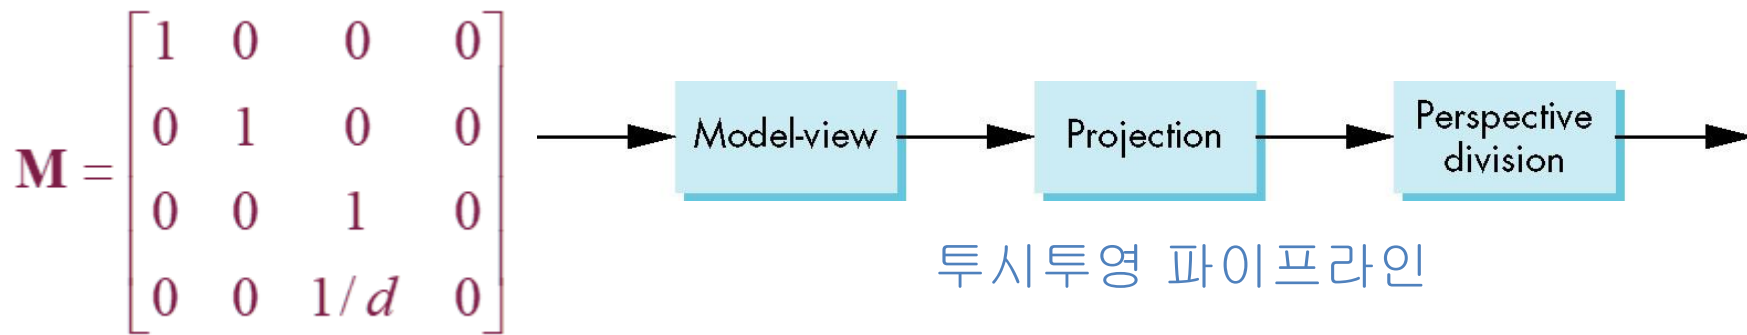 M = [1 0 0 0
0 1 0 0
0 0 1 0
0 0 1/d 0]
Model-view
Projection
Perspective
division
투시투영 파이프라인